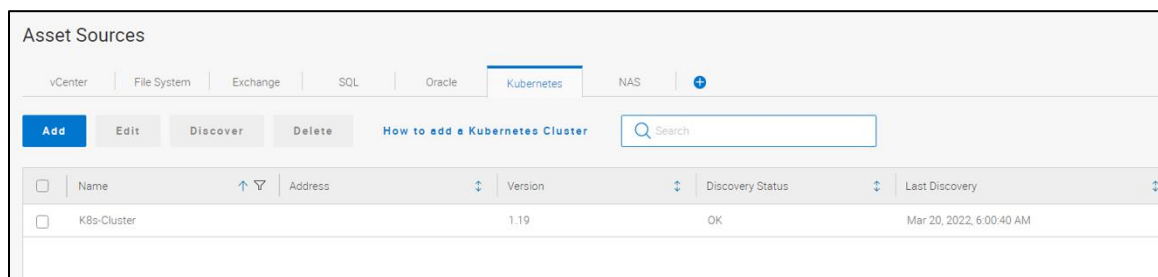 Asset Sources
vCenter File System Exchange SQL Oracle Kubernetes NAS
Add Edit Discover Delete How to add a Kubernetes Cluster Search
Name Address Version Discovery Status Last Discovery
K8s-Cluster 1.19 OK Mar 20, 2022, 6:00:40 AM